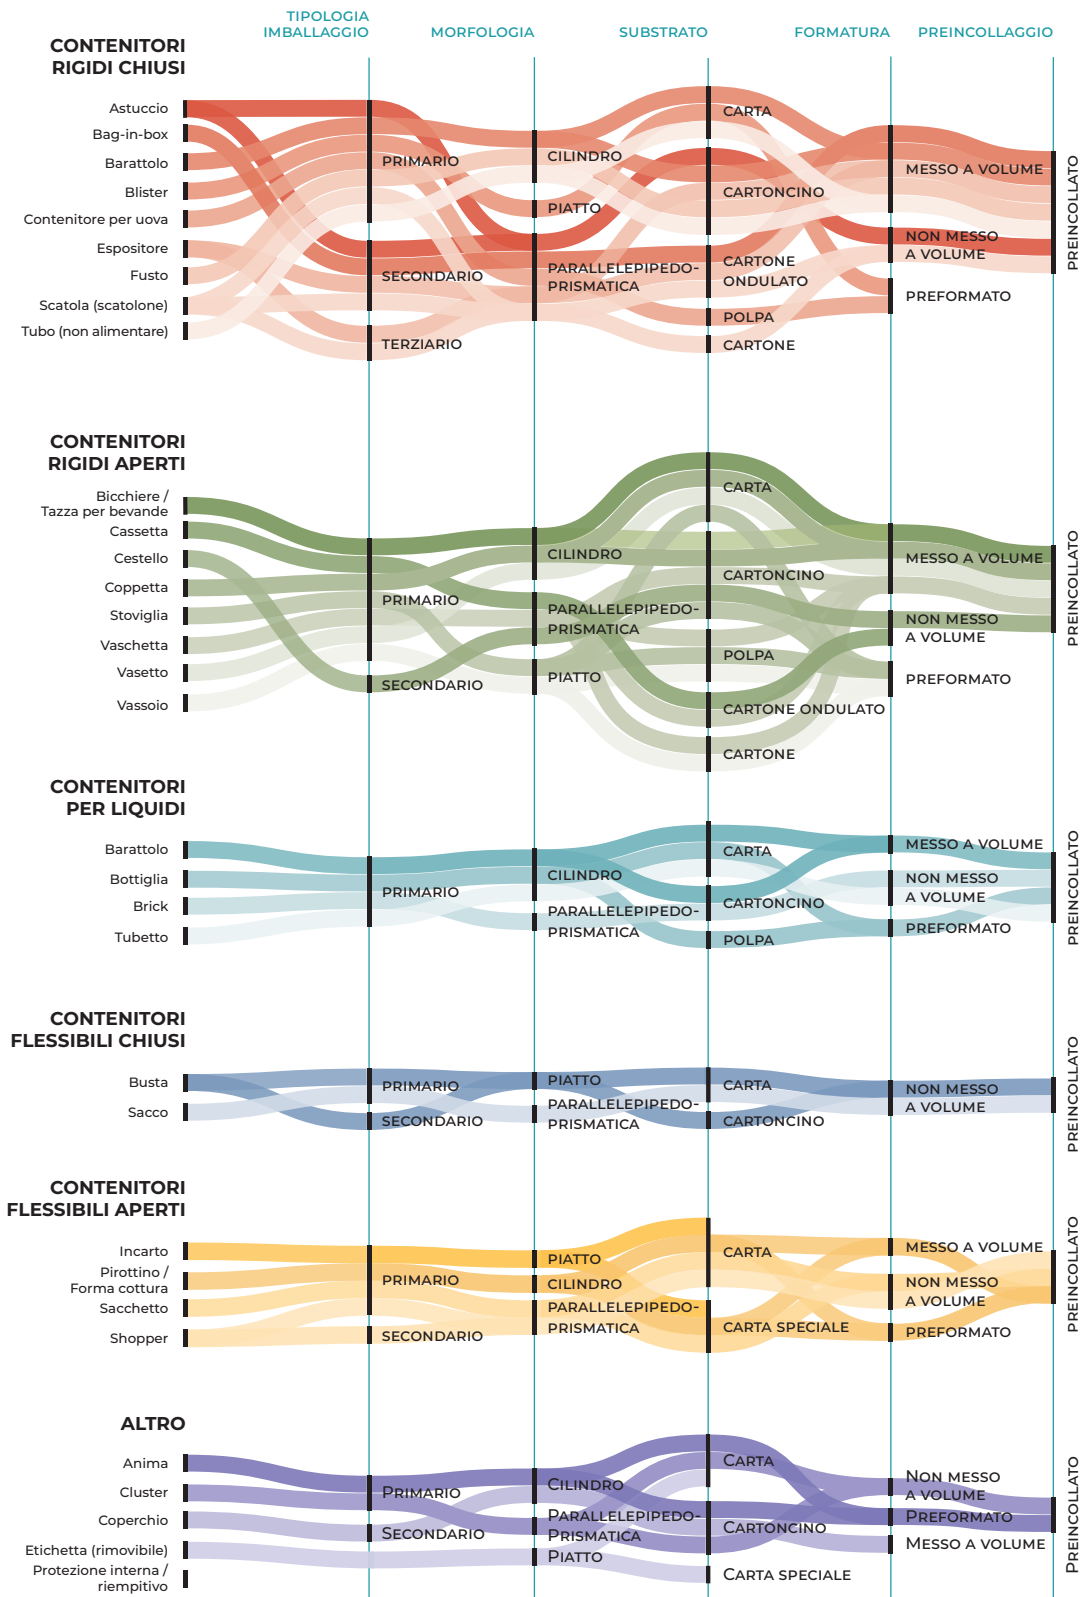 TIPOLOGIA
IMBALLAGGIO
MORFOLOGIA
SUBSTRATO
FORMATURA
PREINCOLLAGGIO
CONTENITORI
RIGIDI CHIUSI
Astuccio
Bag-in-box
Barattolo
Blister
Contenitore per uova
Espositore
Fusto
Scatola (scatolone)
Tubo (non alimentare)
PRIMARIO
SECONDARIO
TERZIARIO
CILINDRO
PIATTO
PARALLELEPIPEDO-
PRISMATICA
CARTA
CARTONCINO
CARTONE
ONDULATO
POLPA
CARTONE
MESSO A VOLUME
NON MESSO
A VOLUME
PREFORMATO
PREINCOLLATO
CONTENITORI
RIGIDI APERTI
Bicchiere /
Tazza per bevande
Cassetta
Cestello
Coppetta
Stoviglia
Vaschetta
Vasetto
Vassoio
PRIMARIO
SECONDARIO
CILINDRO
PARALLELEPIPEDO-
PRISMATICA
PIATTO
CARTA
CARTONCINO
POLPA
CARTONE ONDULATO
CARTONE
MESSO A VOLUME
NON MESSO
A VOLUME
PREFORMATO
PREINCOLLATO
CONTENITORI
PER LIQUIDI
Barattolo
Bottiglia
Brick
Tubetto
PRIMARIO
CILINDRO
PARALLELEPIPEDO-
PRISMATICA
CARTA
CARTONCINO
POLPA
MESSO A VOLUME
NON MESSO
A VOLUME
PREFORMATO
PREINCOLLATO
CONTENITORI
FLESSIBILI CHIUSI
Busta
Sacco
PRIMARIO
SECONDARIO
PIATTO
PARALLELEPIPEDO-
PRISMATICA
CARTA
CARTONCINO
NON MESSO
A VOLUME
PREINCOLLATO
CONTENITORI
FLESSIBILI APERTI
Incarto
Pirottino /
Forma cottura
Sacchetto
Shopper
PRIMARIO
SECONDARIO
PIATTO
CILINDRO
PARALLELEPIPEDO-
PRISMATICA
CARTA
CARTA SPECIALE
MESSO A VOLUME
NON MESSO
A VOLUME
PREFORMATO
PREINCOLLATO
ALTRO
Anima
Cluster
Coperchio
Etichetta (rimovibile)
Protezione interna /
riempitivo
PRIMARIO
SECONDARIO
CILINDRO
PARALLELEPIPEDO-
PRISMATICA
PIATTO
CARTA
CARTONCINO
CARTA SPECIALE
NON MESSO
A VOLUME
PREFORMATO
MESSO A VOLUME
PREINCOLLATO